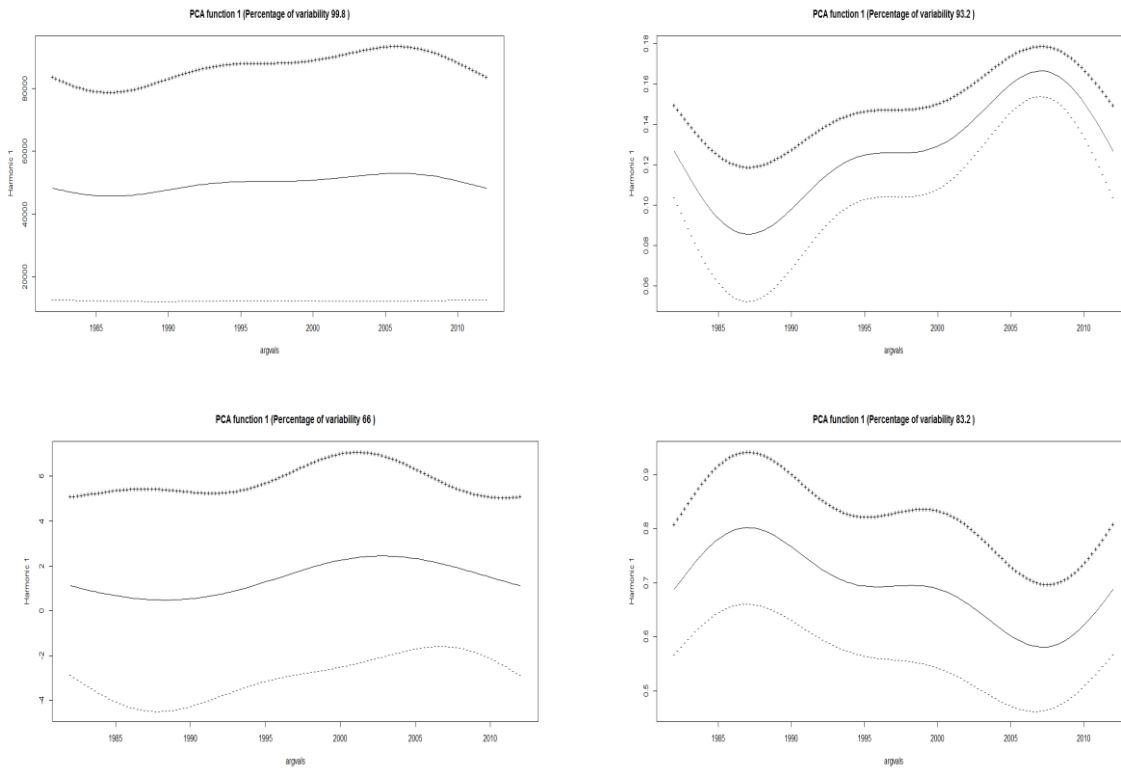 PCA function 1 (Percentage of variability 99.8 )
Harmonic 1
20000 40000 60000 80000
1985 1990 1995 2000 2005 2010
argvals
PCA function 1 (Percentage of variability 93.2 )
Harmonic 1
0.06 0.08 0.10 0.12 0.14 0.16 0.18
1985 1990 1995 2000 2005 2010
argvals
PCA function 1 (Percentage of variability 66 )
Harmonic 1
-4 -2 0 2 4 6
1985 1990 1995 2000 2005 2010
argvals
PCA function 1 (Percentage of variability 83.2 )
Harmonic 1
0.5 0.6 0.7 0.8 0.9
1985 1990 1995 2000 2005 2010
argvals